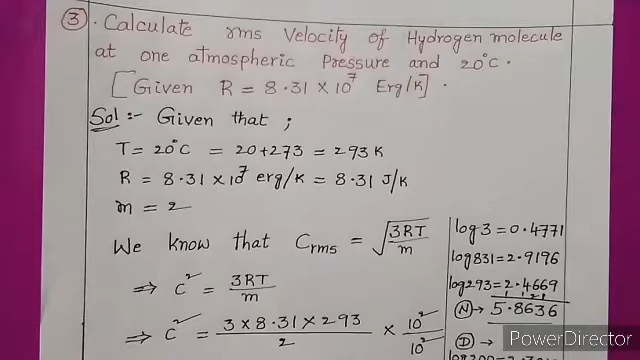 ③. Calculate rms Velocity of Hydrogen molecule
at one atmospheric Pressure and 20°C.
[Given R = 8.31 × 10⁷ Erg/K].
Sol:- Given that ;
T = 20°C = 20+273 = 293 K
R = 8.31 × 10⁷ erg/K = 8.31 J/K
m = 2
We know that Crms = √(3RT/m)
⇒ C² = 3RT/m
⇒ C² = (3 × 8.31 × 293)/2 × 10²/10²
log 3 = 0.4771
log 831 = 2.9196
log 293 = 2.4669
Ⓝ → 5.8636
Ⓓ →
PowerDirector